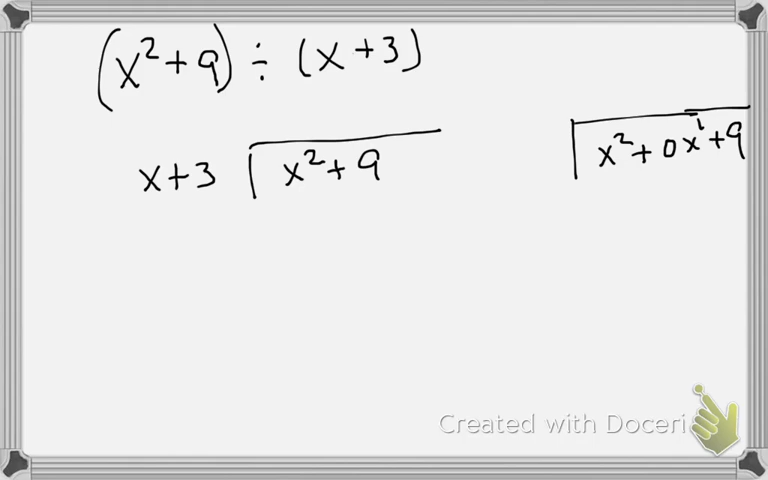 (x²+9) ÷ (x+3)
x+3 x²+9
x²+0x¹+9
Created with Doceri